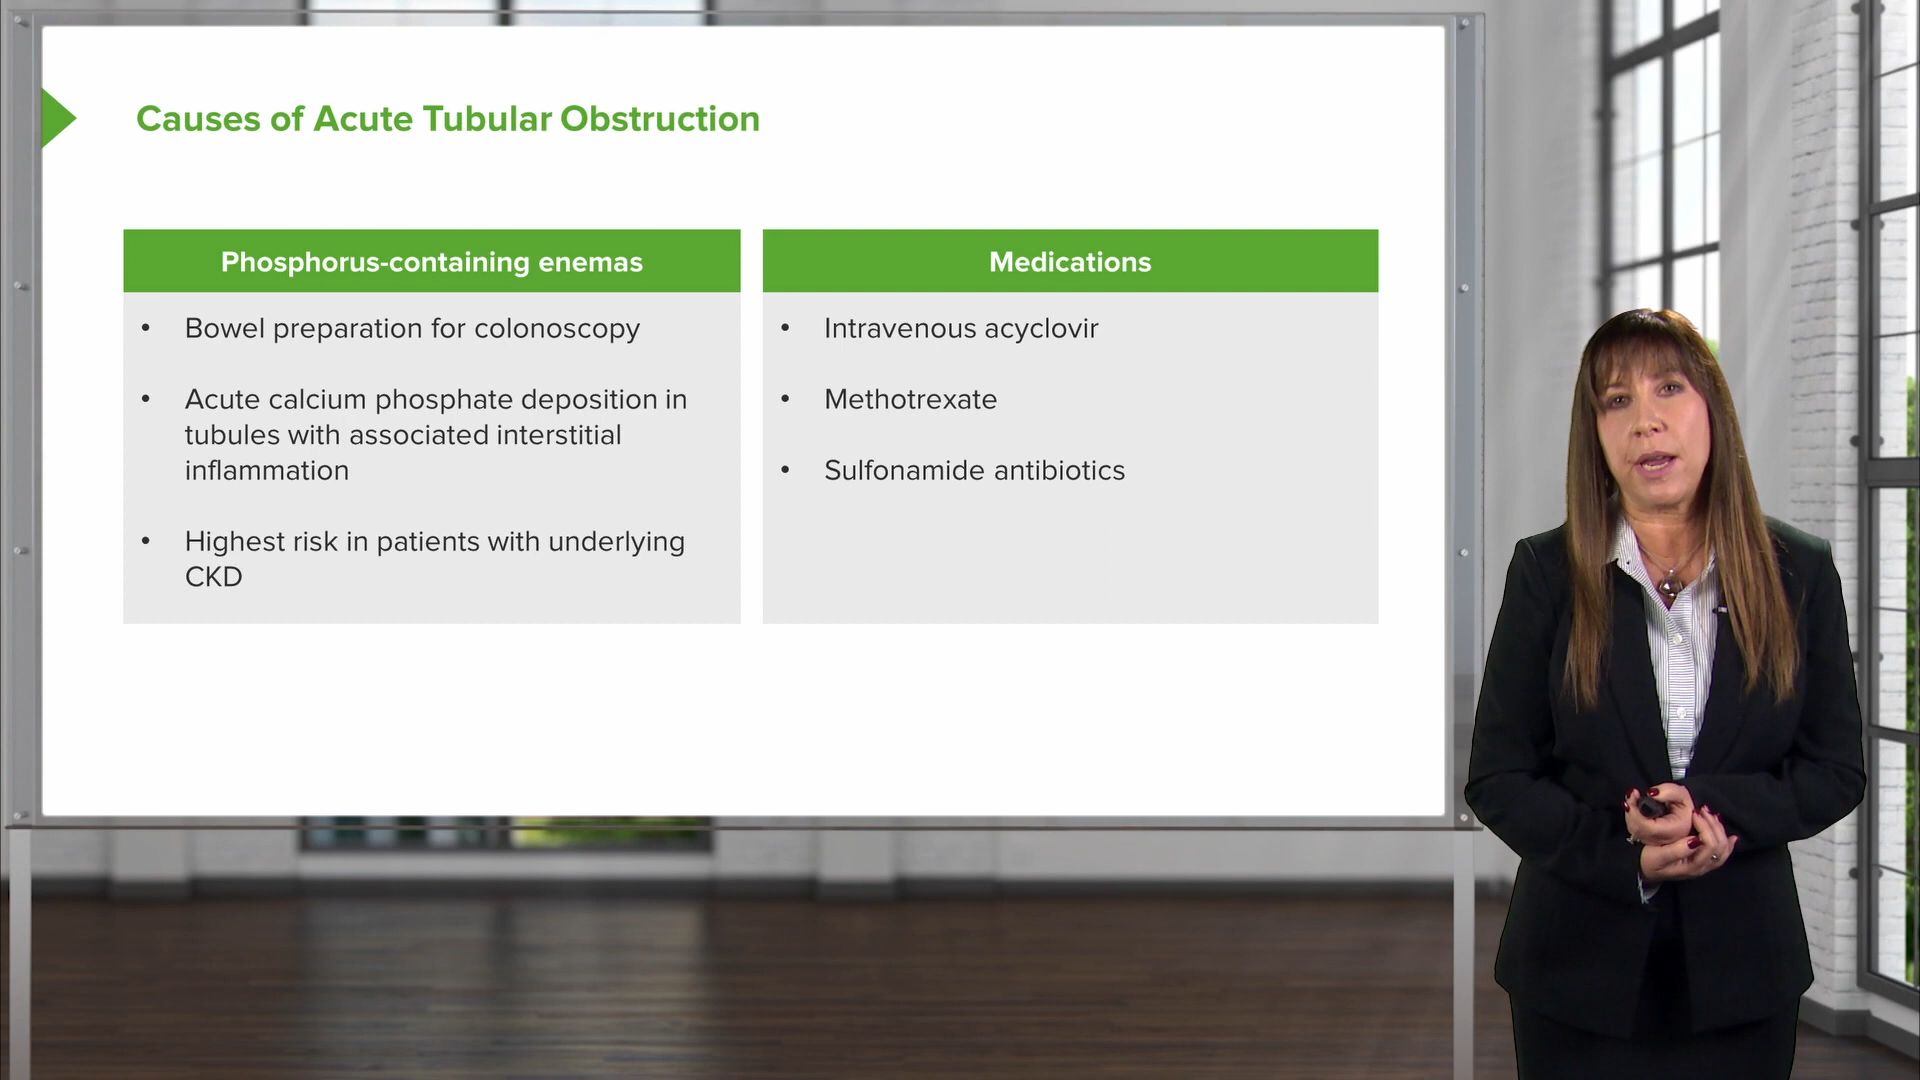 Causes of Acute Tubular Obstruction
Phosphorus-containing enemas
• Bowel preparation for colonoscopy
• Acute calcium phosphate deposition in
tubules with associated interstitial
inflammation
• Highest risk in patients with underlying
CKD
Medications
• Intravenous acyclovir
• Methotrexate
• Sulfonamide antibiotics